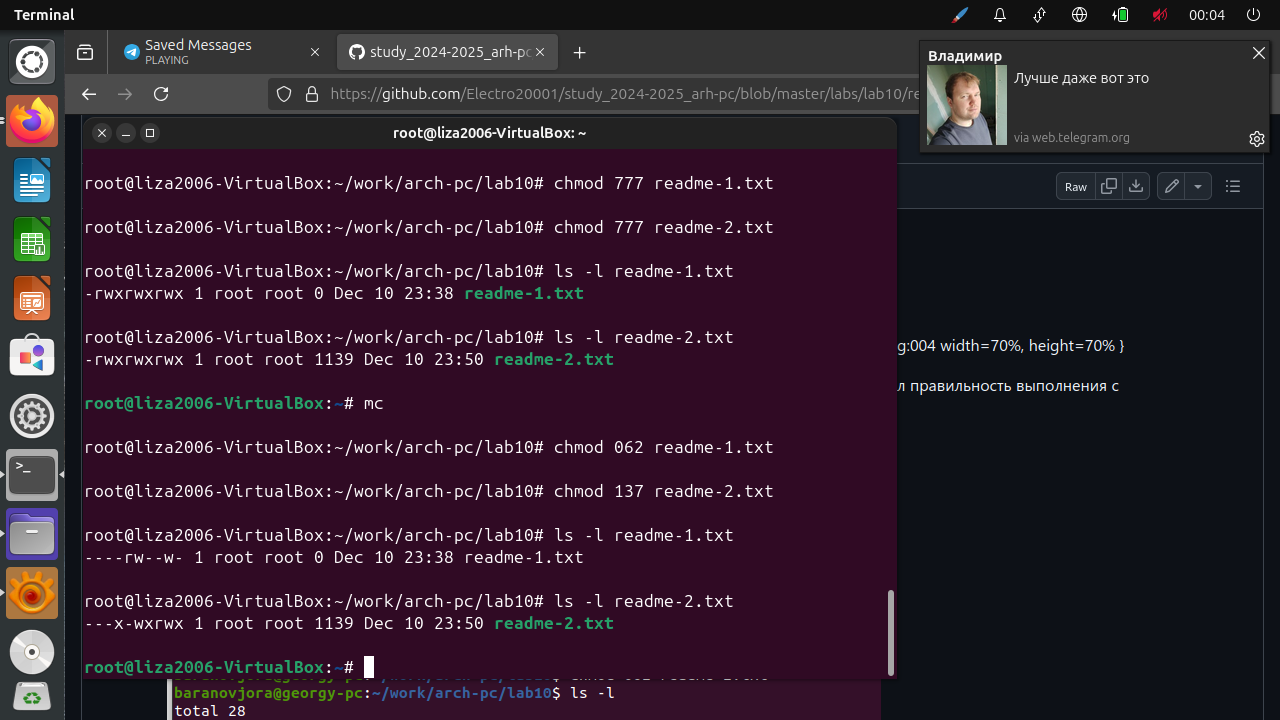 Terminal
00:04
Saved Messages
PLAYING
study_2024-2025_arh-pc
https://github.com/Electro20001/study_2024-2025_arh-pc/blob/master/labs/lab10/re
Владимир
Лучше даже вот это
via web.telegram.org
root@liza2006-VirtualBox: ~
Raw
root@liza2006-VirtualBox:~/work/arch-pc/lab10# chmod 777 readme-1.txt
root@liza2006-VirtualBox:~/work/arch-pc/lab10# chmod 777 readme-2.txt
root@liza2006-VirtualBox:~/work/arch-pc/lab10# ls -l readme-1.txt
-rwxrwxrwx 1 root root 0 Dec 10 23:38 readme-1.txt
root@liza2006-VirtualBox:~/work/arch-pc/lab10# ls -l readme-2.txt
-rwxrwxrwx 1 root root 1139 Dec 10 23:50 readme-2.txt
g:004 width=70%, height=70% }
л правильность выполнения с
root@liza2006-VirtualBox:~# mc
root@liza2006-VirtualBox:~/work/arch-pc/lab10# chmod 062 readme-1.txt
root@liza2006-VirtualBox:~/work/arch-pc/lab10# chmod 137 readme-2.txt
root@liza2006-VirtualBox:~/work/arch-pc/lab10# ls -l readme-1.txt
----rw--w- 1 root root 0 Dec 10 23:38 readme-1.txt
root@liza2006-VirtualBox:~/work/arch-pc/lab10# ls -l readme-2.txt
---x-wxrwx 1 root root 1139 Dec 10 23:50 readme-2.txt
root@liza2006-VirtualBox:~#
baranovjora@georgy-pc:~/work/arch-pc/lab10$ ls -l
total 28